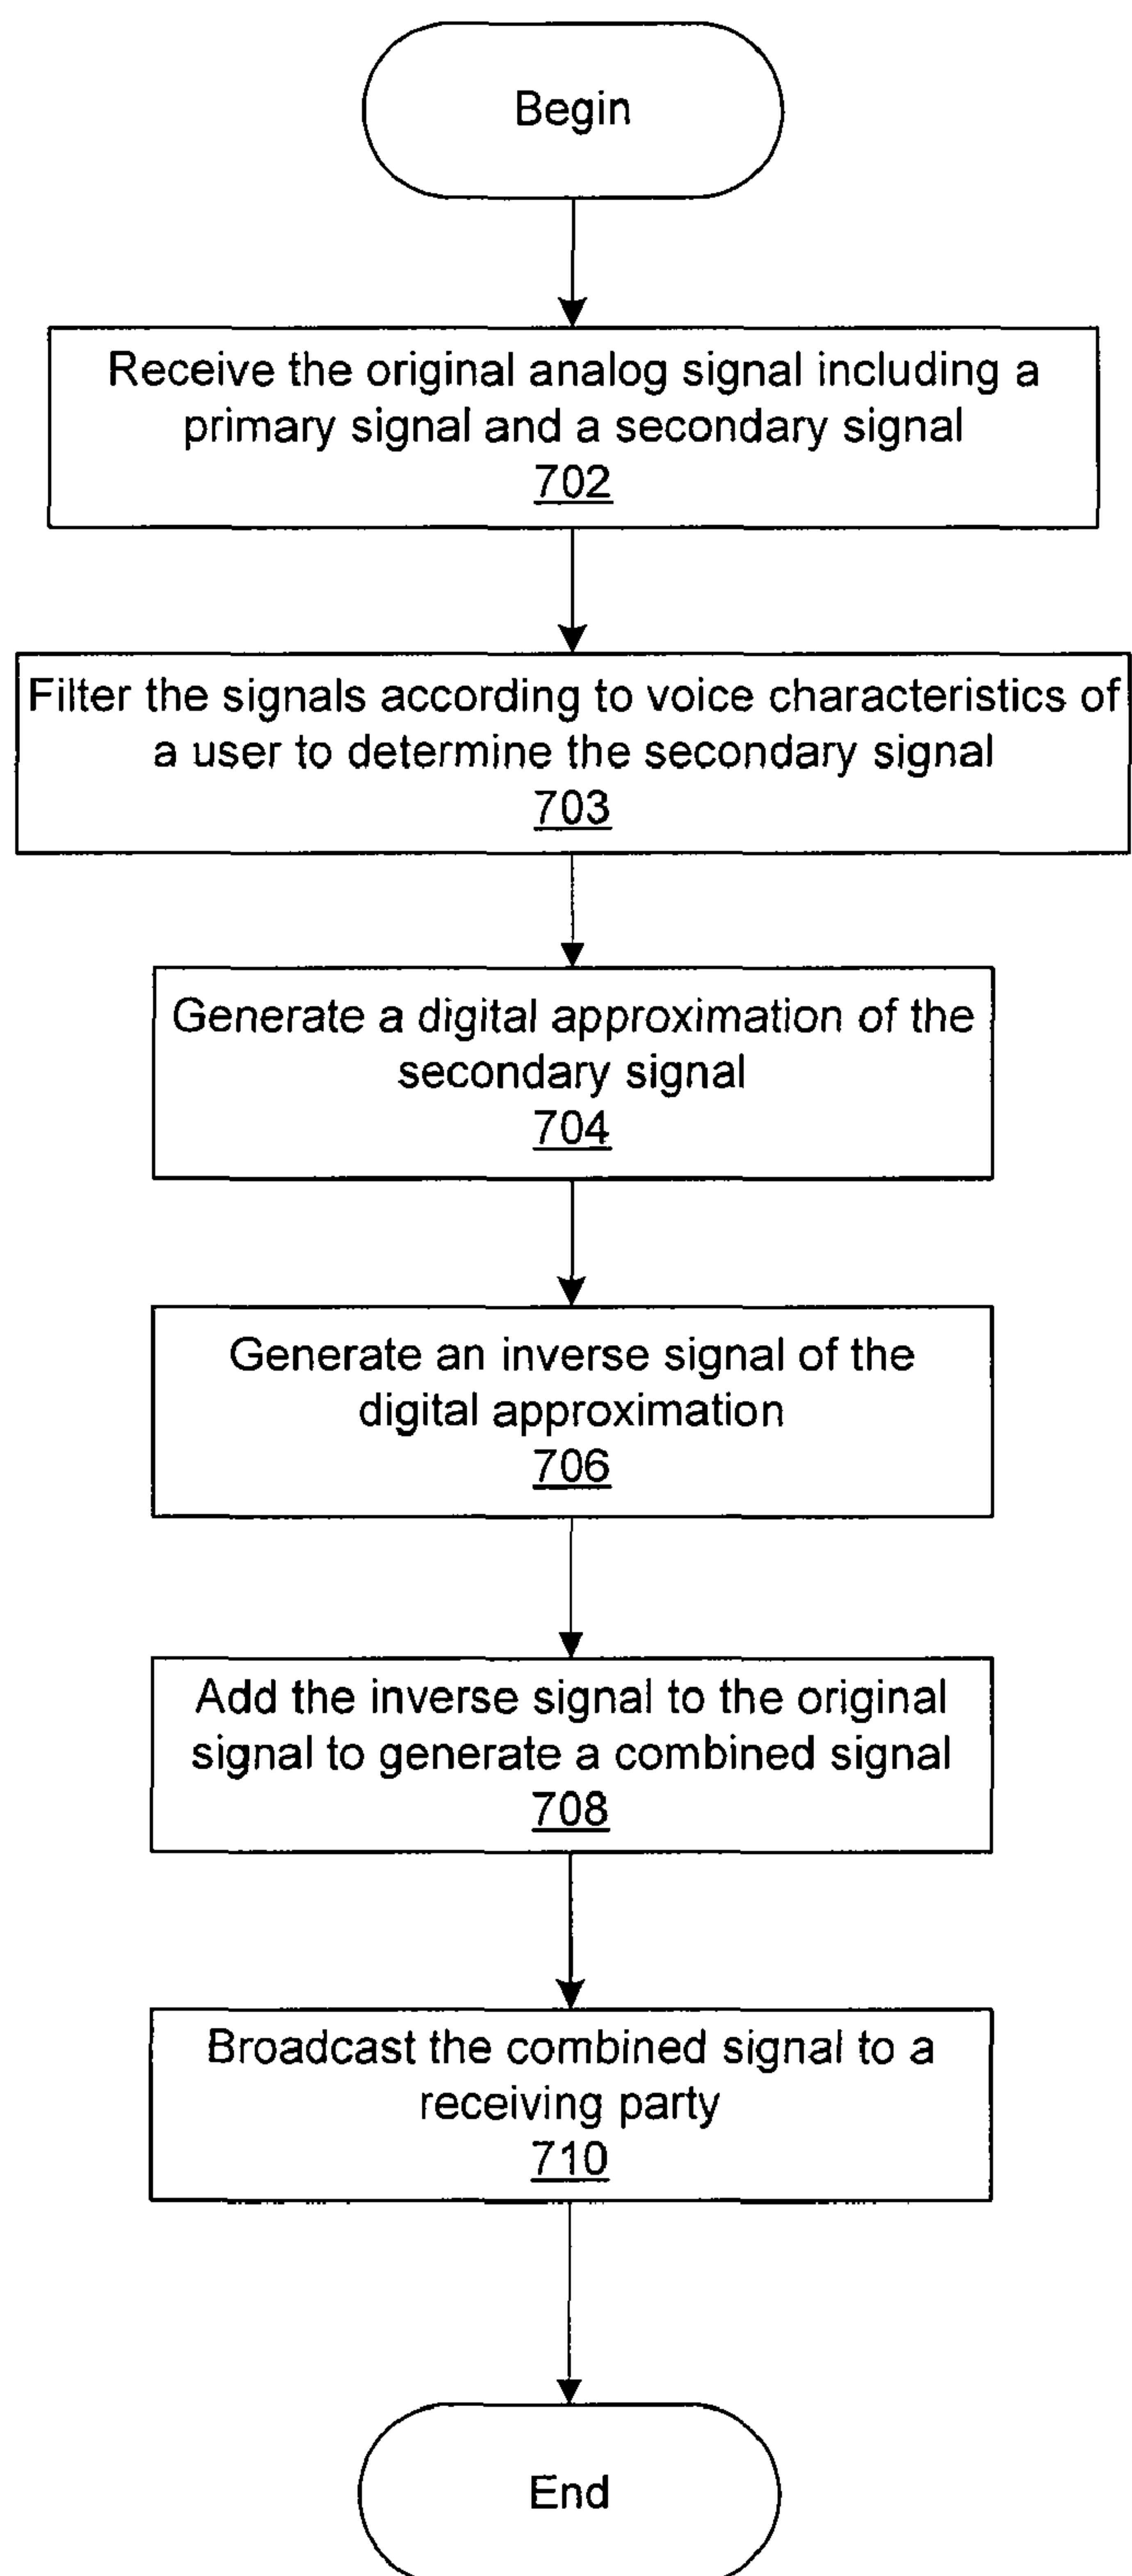 Begin
Receive the original analog signal including a
primary signal and a secondary signal
702
Filter the signals according to voice characteristics of
a user to determine the secondary signal
703
Generate a digital approximation of the
secondary signal
704
Generate an inverse signal of the
digital approximation
706
Add the inverse signal to the original
signal to generate a combined signal
708
Broadcast the combined signal to a
receiving party
710
End